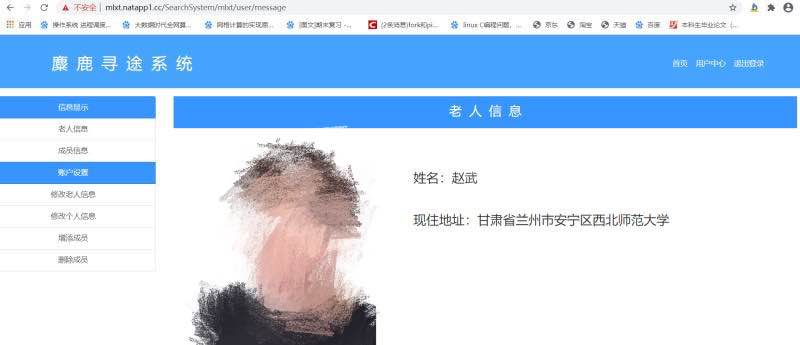 不安全 | mlxt.natapp1.cc/SearchSystem/mlxd/user/message
应用 操作系统 进程调度... 大数据时代全网算... 网格计算的实现愿... [图文]期末复习 -... (2条消息)fork和pi... linux C编程问题，... 京东 淘宝 天猫 百度 本科生毕业论文（...
麋鹿寻途系统
首页 用户中心 退出登录
信息显示
老人信息
老人信息
成员信息
账户设置
姓名：赵武
修改老人信息
修改个人信息
现住地址：甘肃省兰州市安宁区西北师范大学
增添成员
删除成员